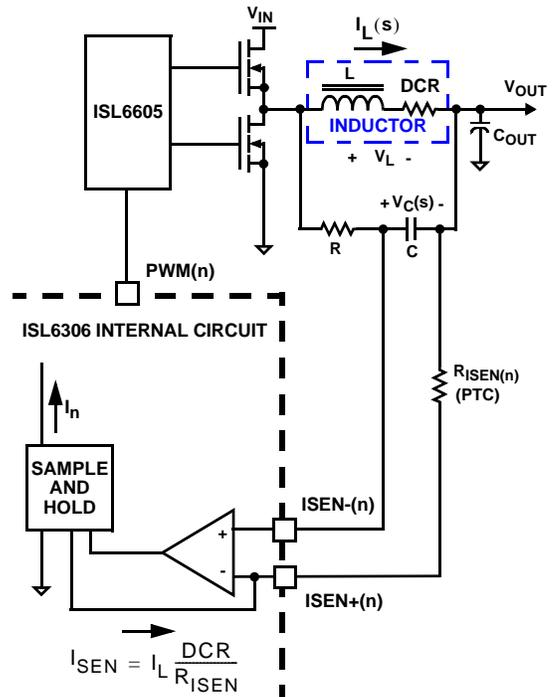 V_IN
I_L(s)
ISL6605
L
DCR
V_OUT
INDUCTOR
C_OUT
+ V_L -
+ V_C(s) -
R
C
PWM(n)
ISL6306 INTERNAL CIRCUIT
R_ISEN(n)
(PTC)
I_n
SAMPLE
AND
HOLD
ISEN-(n)
+
-
ISEN+(n)
I_SEN = I_L DCR / R_ISEN